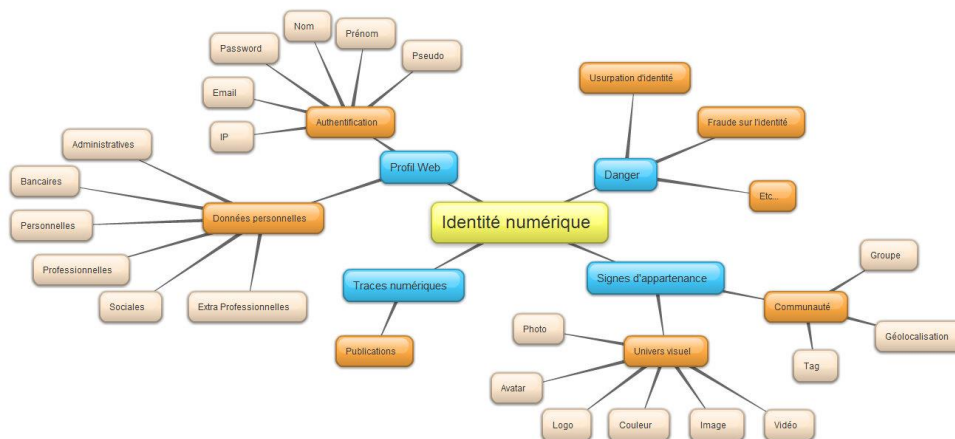 Nom
Prénom
Password
Pseudo
Email
Authentification
IP
Usurpation d'identité
Fraude sur l'identité
Administratives
Profil Web
Danger
Bancaires
Etc...
Personnelles
Données personnelles
Identité numérique
Professionnelles
Sociales
Extra Professionnelles
Traces numériques
Publications
Signes d'appartenance
Groupe
Communauté
Géolocalisation
Tag
Photo
Univers visuel
Avatar
Logo
Couleur
Image
Vidéo